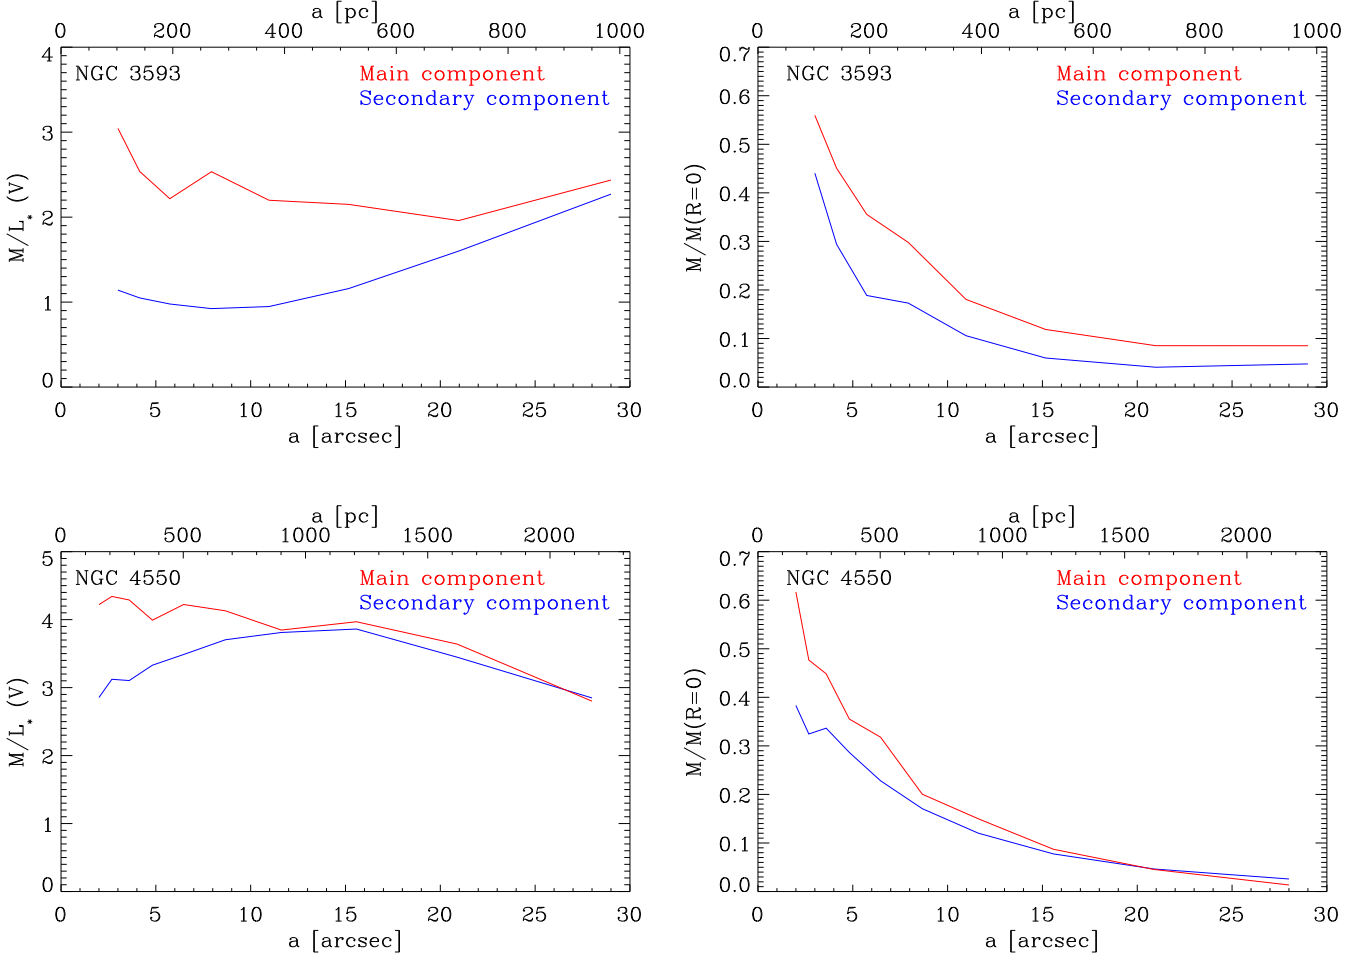 a [pc]
0 200 400 600 800 1000
4
NGC 3593 Main component
Secondary component
3
2
1
0
M/L* (V)
0 5 10 15 20 25 30
a [arcsec]
a [pc]
0 200 400 600 800 1000
0.7
NGC 3593 Main component
Secondary component
0.6
0.5
0.4
0.3
0.2
0.1
0.0
M/M(R=0)
0 5 10 15 20 25 30
a [arcsec]
a [pc]
0 500 1000 1500 2000
5
NGC 4550 Main component
Secondary component
4
3
2
1
0
M/L* (V)
0 5 10 15 20 25 30
a [arcsec]
a [pc]
0 500 1000 1500 2000
0.7
NGC 4550 Main component
Secondary component
0.6
0.5
0.4
0.3
0.2
0.1
0.0
M/M(R=0)
0 5 10 15 20 25 30
a [arcsec]